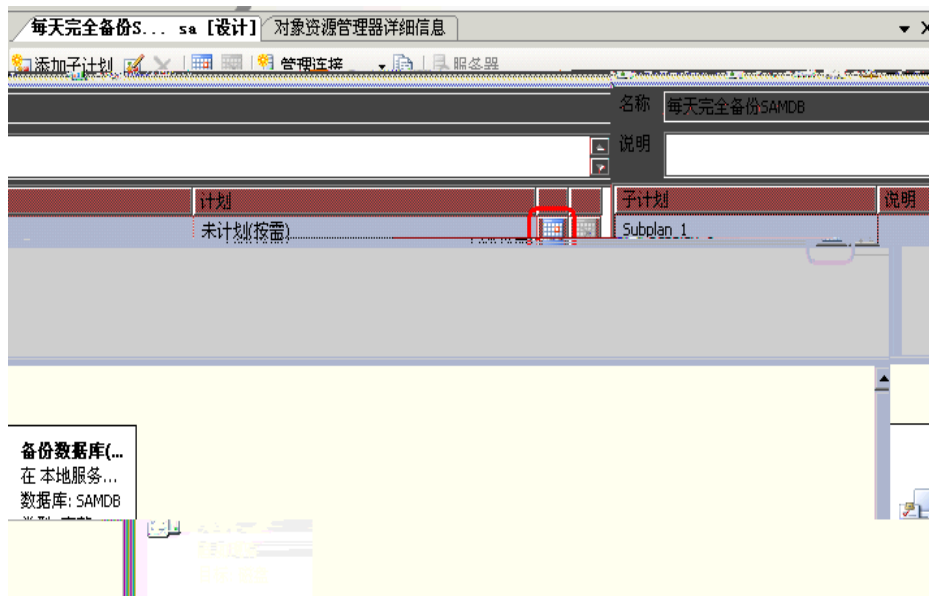 每天完全备份S... sa [设计] 对象资源管理器详细信息
添加子计划 管理连接 服务器
名称 每天完全备份SAMDB
说明
计划 子计划 说明
未计划(按需) Subplan_1
备份数据库(...
在 本地服务...
数据库: SAMDB